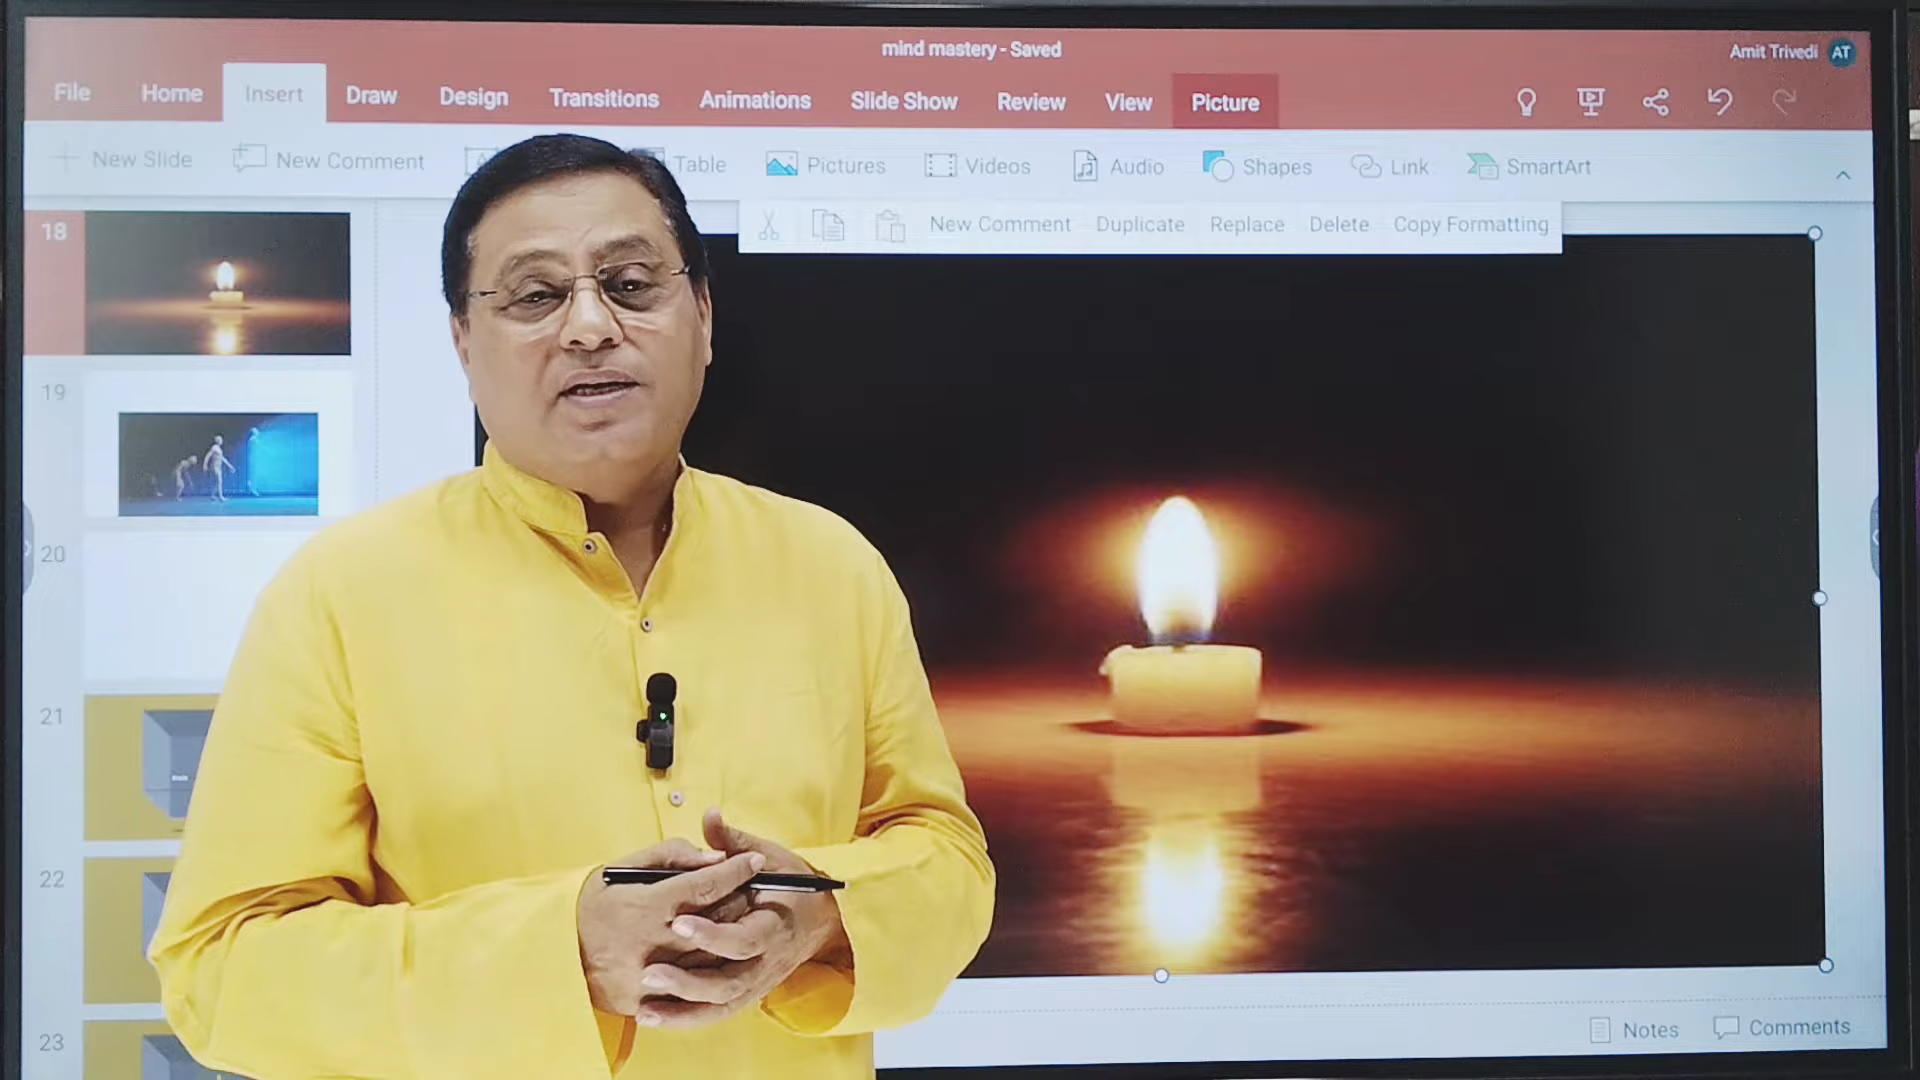 mind mastery - Saved
Amit Trivedi AT
File Home Insert Draw Design Transitions Animations Slide Show Review View Picture
New Slide New Comment Table Pictures Videos Audio Shapes Link SmartArt
New Comment Duplicate Replace Delete Copy Formatting
18
19
20
21
22
23
Notes Comments